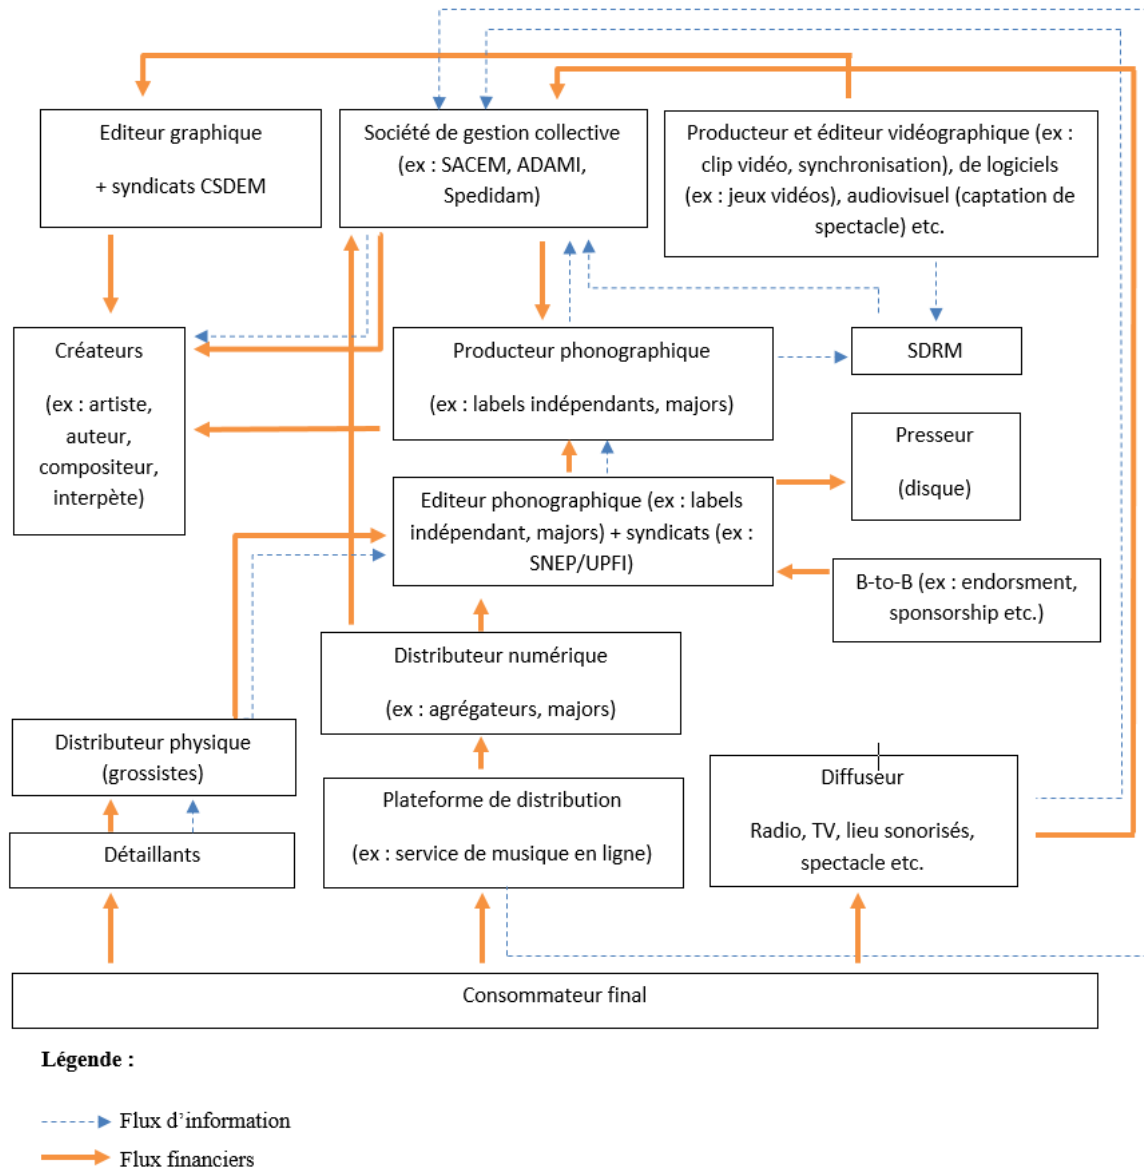 Editeur graphique
+ syndicats CSDEM
Société de gestion collective
(ex : SACEM, ADAMI,
Spedidam)
Producteur et éditeur vidéographique (ex :
clip vidéo, synchronisation), de logiciels
(ex : jeux vidéos), audiovisuel (captation de
spectacle) etc.
Créateurs
(ex : artiste,
auteur,
compositeur,
interpète)
Producteur phonographique
(ex : labels indépendants, majors)
SDRM
Presseur
(disque)
Editeur phonographique (ex : labels
indépendant, majors) + syndicats (ex :
SNEP/UPFI)
B-to-B (ex : endorsment,
sponsorship etc.)
Distributeur numérique
(ex : agrégateurs, majors)
Distributeur physique
(grossistes)
Plateforme de distribution
(ex : service de musique en ligne)
Diffuseur
Radio, TV, lieu sonorisés,
spectacle etc.
Détaillants
Consommateur final
Légende :
Flux d'information
Flux financiers